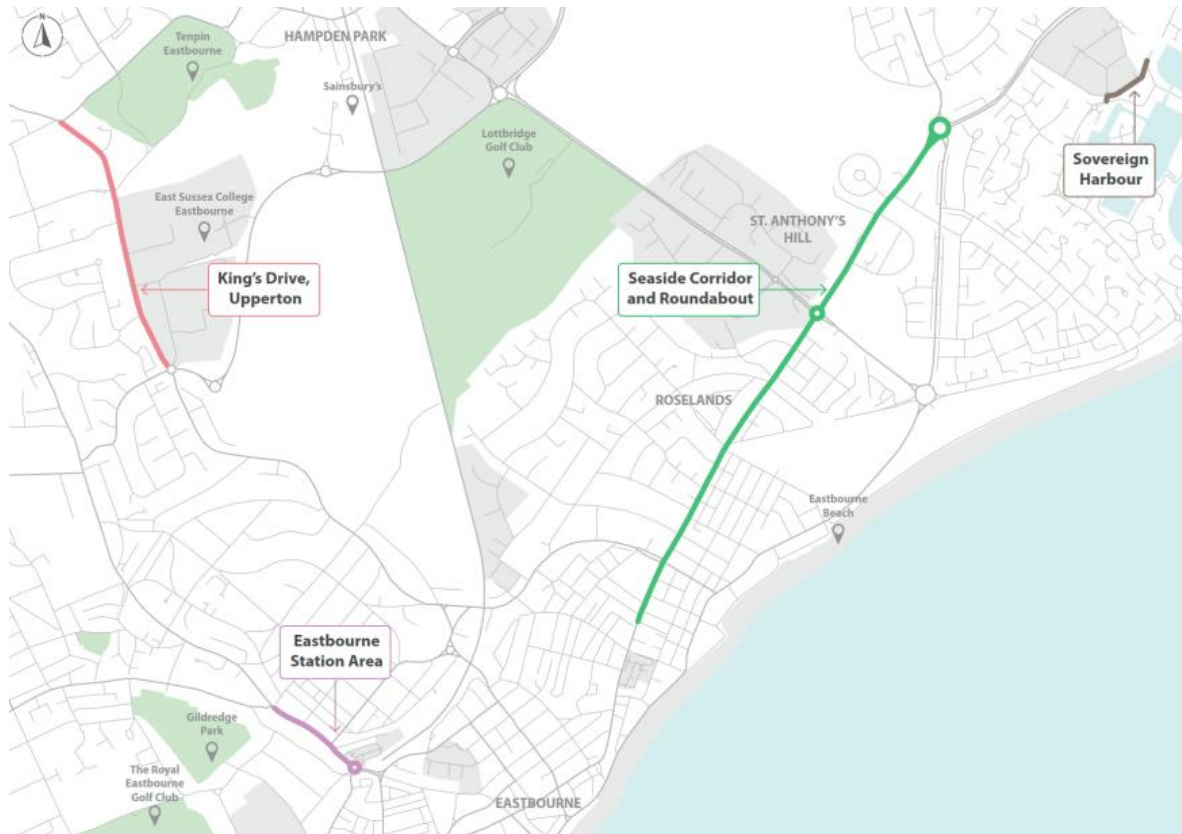 N
HAMPDEN PARK
Tenpin
Eastbourne
Sainsbury's
Lottbridge
Golf Club
Sovereign
Harbour
East Sussex College
Eastbourne
ST. ANTHONY'S
HILL
King's Drive,
Upperton
Seaside Corridor
and Roundabout
ROSELANDS
Eastbourne
Beach
Eastbourne
Station Area
Gildredge
Park
The Royal
Eastbourne
Golf Club
EASTBOURNE